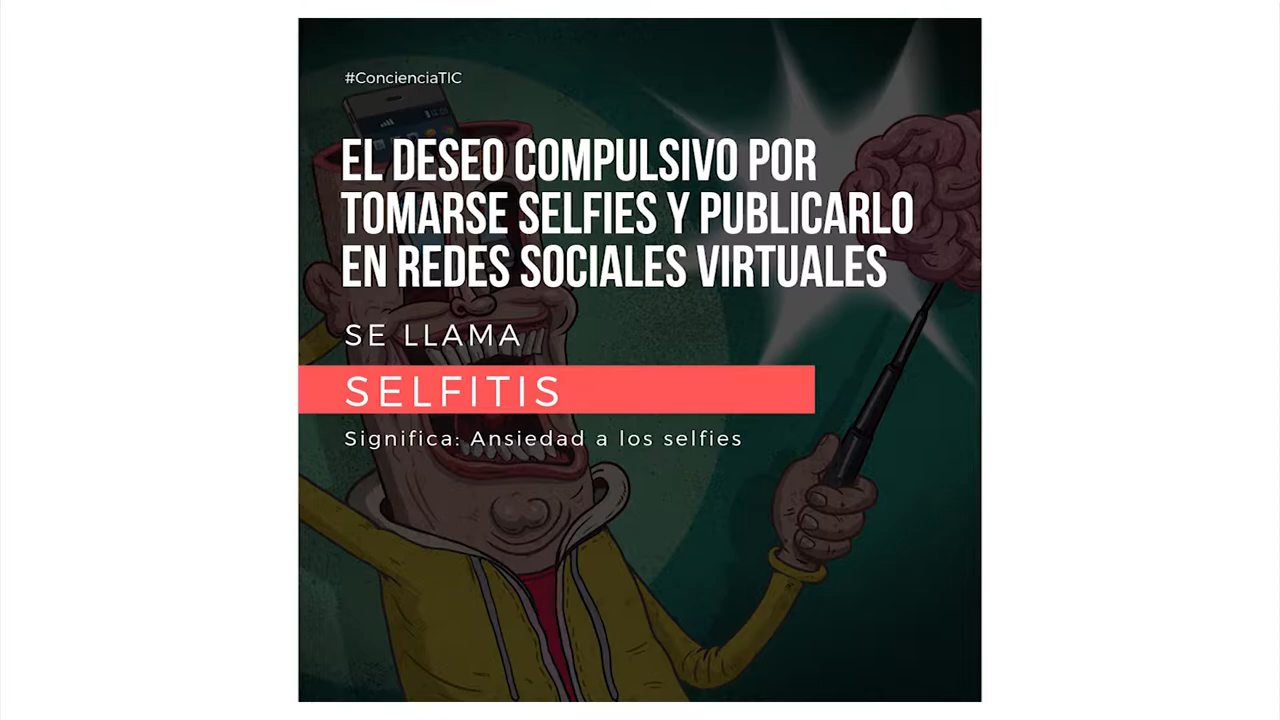 #ConcienciaTIC
EL DESEO COMPULSIVO POR
TOMARSE SELFIES Y PUBLICARLO
EN REDES SOCIALES VIRTUALES
SE LLAMA
SELFITIS
Significa: Ansiedad a los selfies